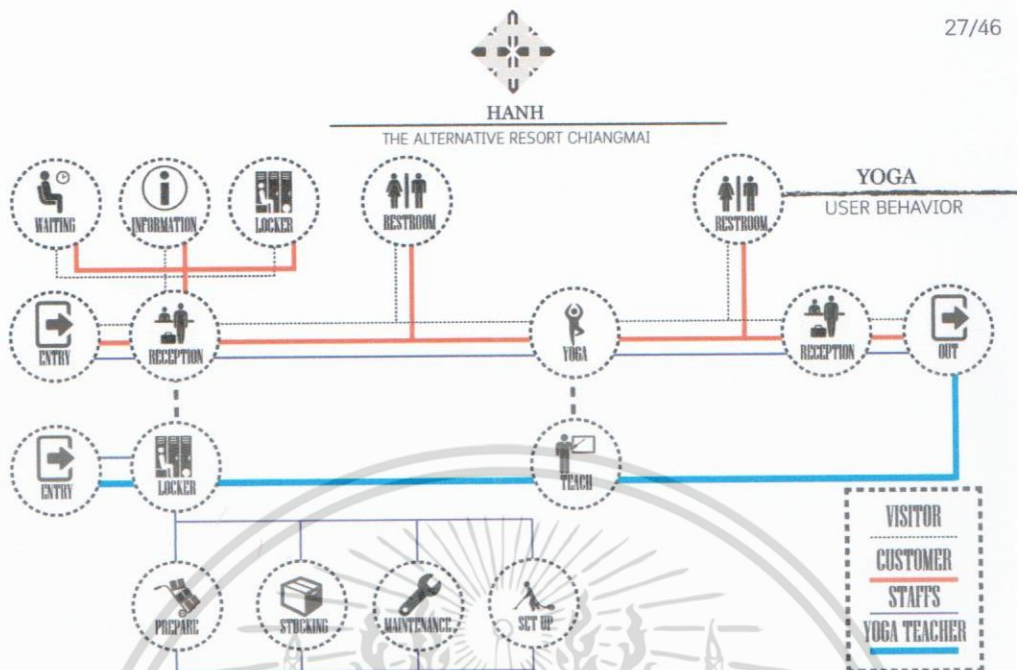 27/46
HANH
THE ALTERNATIVE RESORT CHIANGMAI
YOGA
USER BEHAVIOR
WAITING
INFORMATION
LOCKER
RESTROOM
RESTROOM
ENTRY
RECEPTION
YOGA
RECEPTION
OUT
ENTRY
LOCKER
TEACH
VISITOR
CUSTOMER
STAFFS
YOGA TEACHER
PREPARE
STOCKING
MAINTENANCE
SET UP